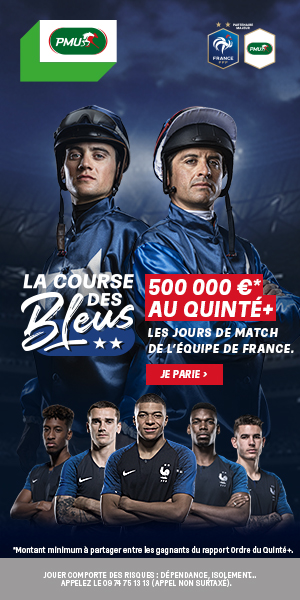 PMU
PARTENAIRE
MAJEUR
FFF
FRANCE
PMU
LA COURSE
DES
Bleus
500 000 €*
AU QUINTÉ+
LES JOURS DE MATCH
DE L'ÉQUIPE DE FRANCE.
JE PARIE >
*Montant minimum à partager entre les gagnants du rapport Ordre du Quinté+.
JOUER COMPORTE DES RISQUES : DÉPENDANCE, ISOLEMENT...
APPELEZ LE 09 74 75 13 13 (APPEL NON SURTAXÉ).